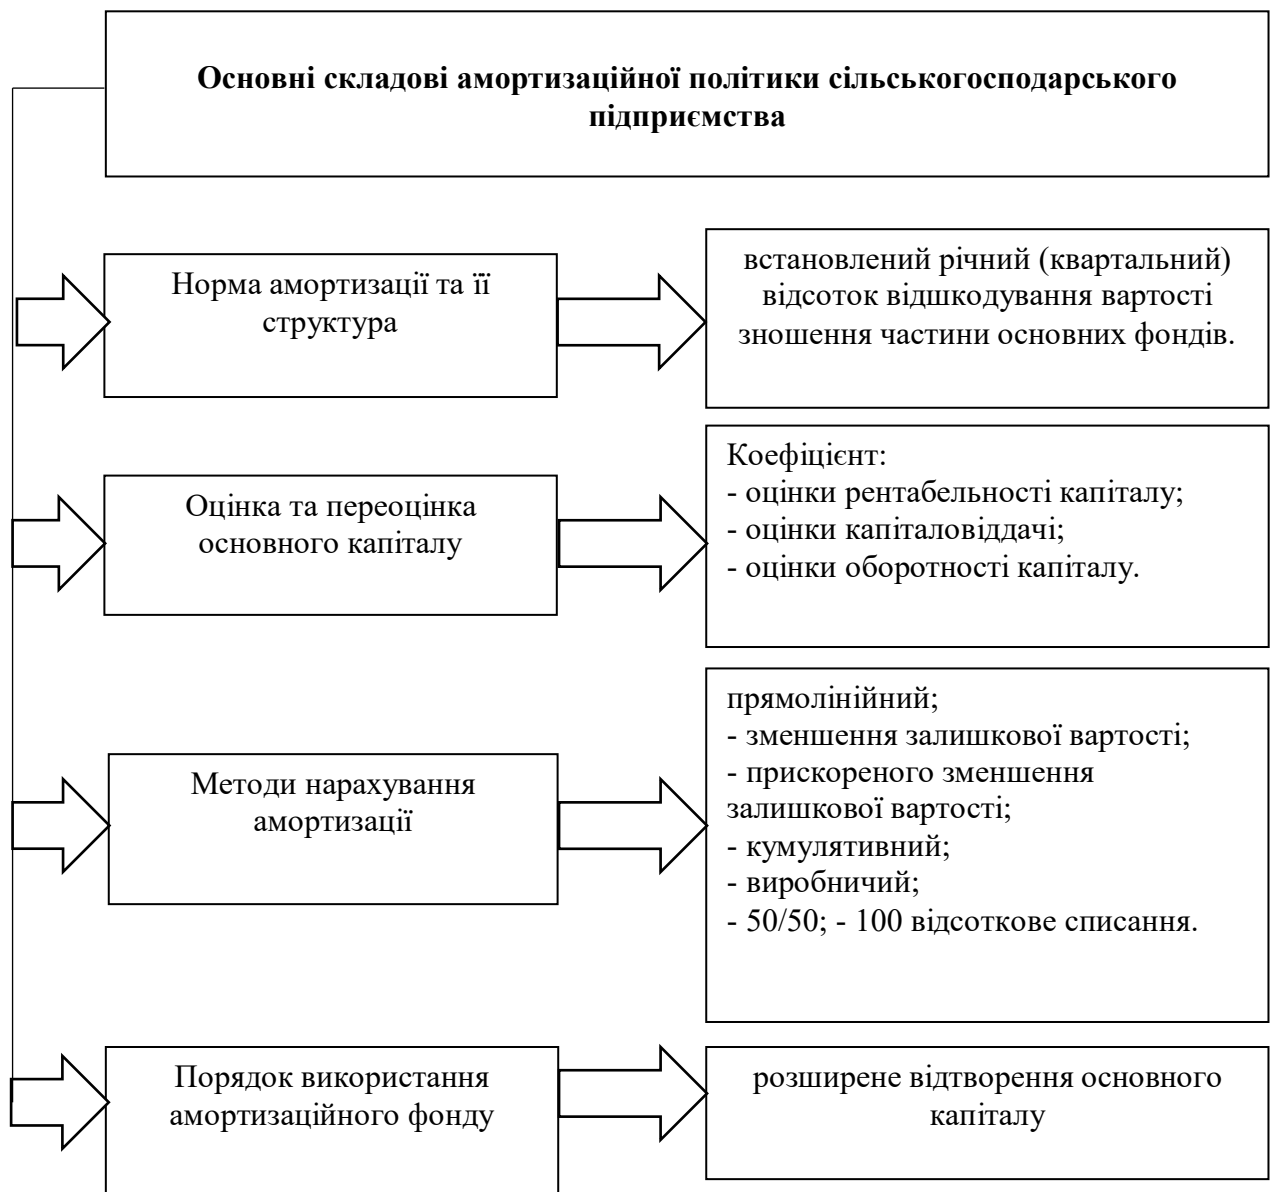 Основні складові амортизаційної політики сільськогосподарського
підприємства
Норма амортизації та її
структура
встановлений річний (квартальний)
відсоток відшкодування вартості
зношення частини основних фондів.
Оцінка та переоцінка
основного капіталу
Коефіцієнт:
- оцінки рентабельності капіталу;
- оцінки капіталовіддачі;
- оцінки оборотності капіталу.
Методи нарахування
амортизації
прямолінійний;
- зменшення залишкової вартості;
- прискореного зменшення
залишкової вартості;
- кумулятивний;
- виробничий;
- 50/50; - 100 відсоткове списання.
Порядок використання
амортизаційного фонду
розширене відтворення основного
капіталу